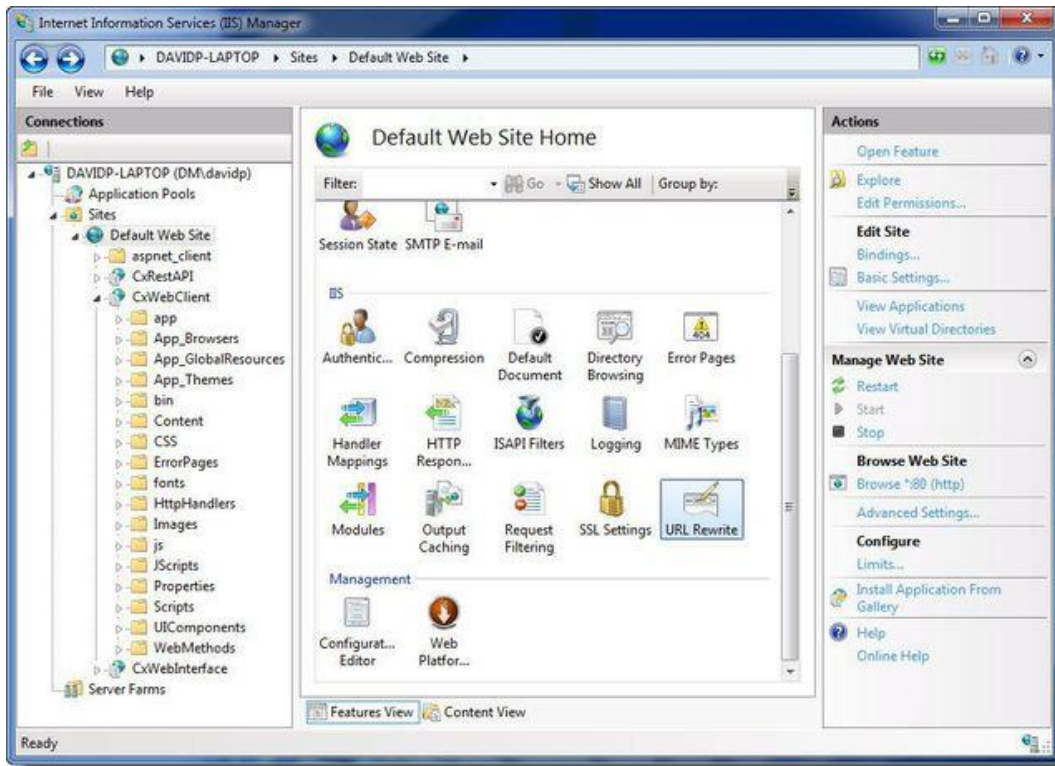 Internet Information Services (IIS) Manager
DAVIDP-LAPTOP Sites Default Web Site
File View Help
Connections
DAVIDP-LAPTOP (DM\davidp)
Application Pools
Sites
Default Web Site
aspnet_client
CxRestAPI
CxWebClient
app
App_Browsers
App_GlobalResources
App_Themes
bin
Content
CSS
ErrorPages
fonts
HttpHandlers
Images
js
JScripts
Properties
Scripts
UIComponents
WebMethods
CxWebInterface
Server Farms
Default Web Site Home
Filter: Go Show All Group by:
Session State SMTP E-mail
IIS
Authentic... Compression Default Document Directory Browsing Error Pages
404
Handler Mappings HTTP Respon... ISAPI Filters Logging MIME Types
Modules Output Caching Request Filtering SSL Settings URL Rewrite
Management
Configurat... Editor Web Platfor...
Features View Content View
Actions
Open Feature
Explore
Edit Permissions...
Edit Site
Bindings...
Basic Settings...
View Applications
View Virtual Directories
Manage Web Site
Restart
Start
Stop
Browse Web Site
Browse *:80 (http)
Advanced Settings...
Configure
Limits...
Install Application From
Gallery
Help
Online Help
Ready